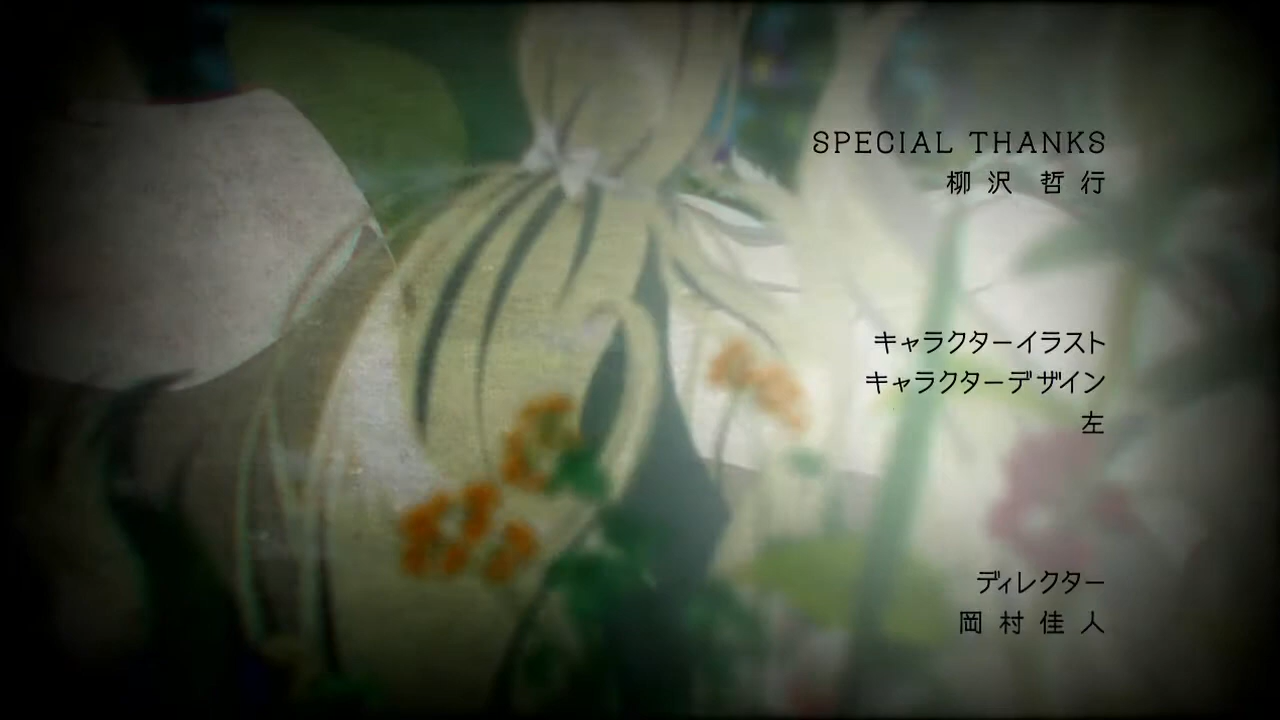 SPECIAL THANKS
柳沢 哲行
キャラクターイラスト
キャラクターデザイン
左
ディレクター
岡村佳人